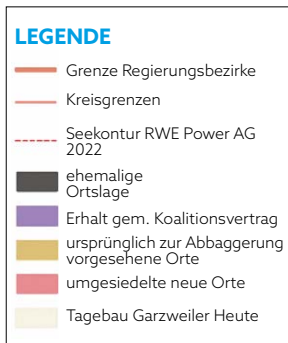 LEGENDE
Grenze Regierungsbezirke
Kreisgrenzen
Seekontur RWE Power AG
2022
ehemalige
Ortslage
Erhalt gem. Koalitionsvertrag
ursprünglich zur Abbaggerung
vorgesehene Orte
umgesiedelte neue Orte
Tagebau Garzweiler Heute